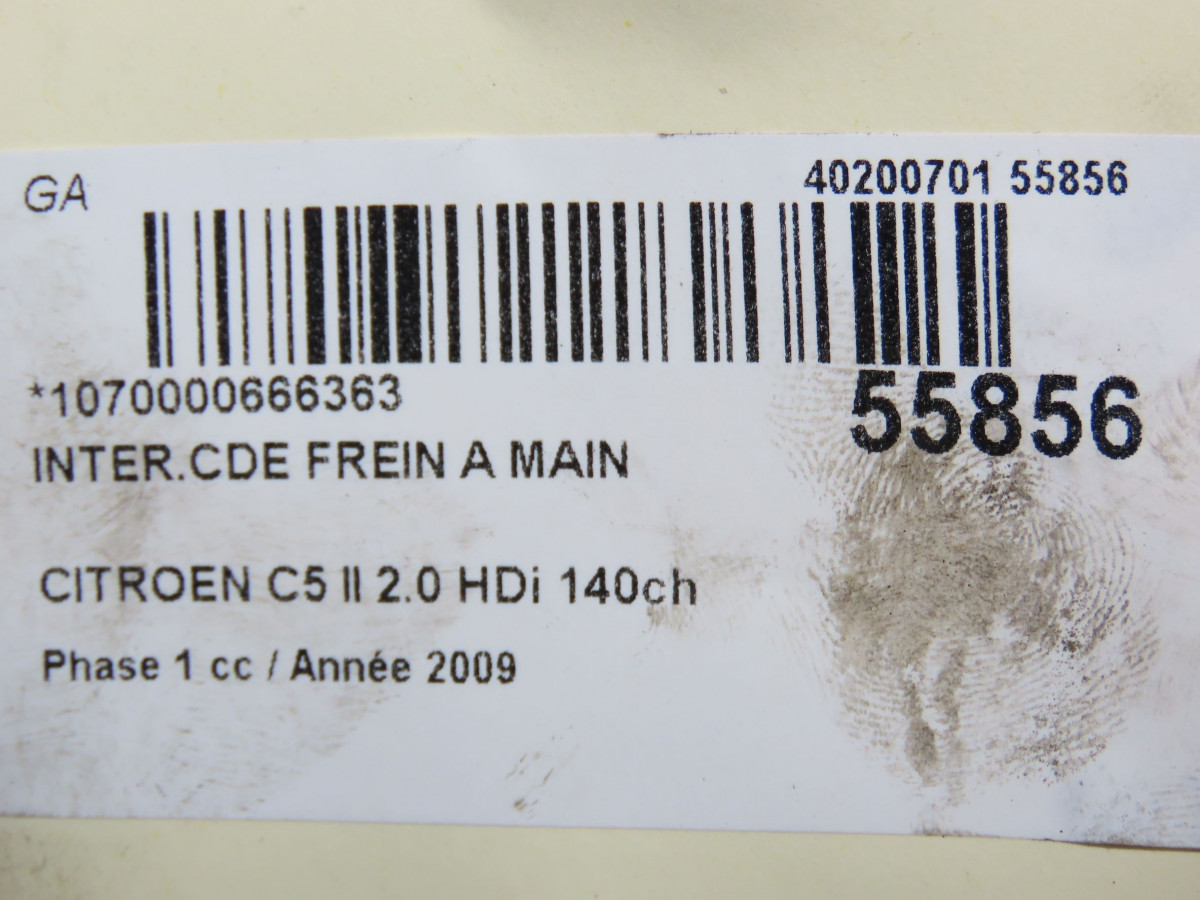 GA
40200701 55856
*1070000666363
55856
INTER.CDE FREIN A MAIN
CITROEN C5 II 2.0 HDi 140ch
Phase 1 cc / Année 2009